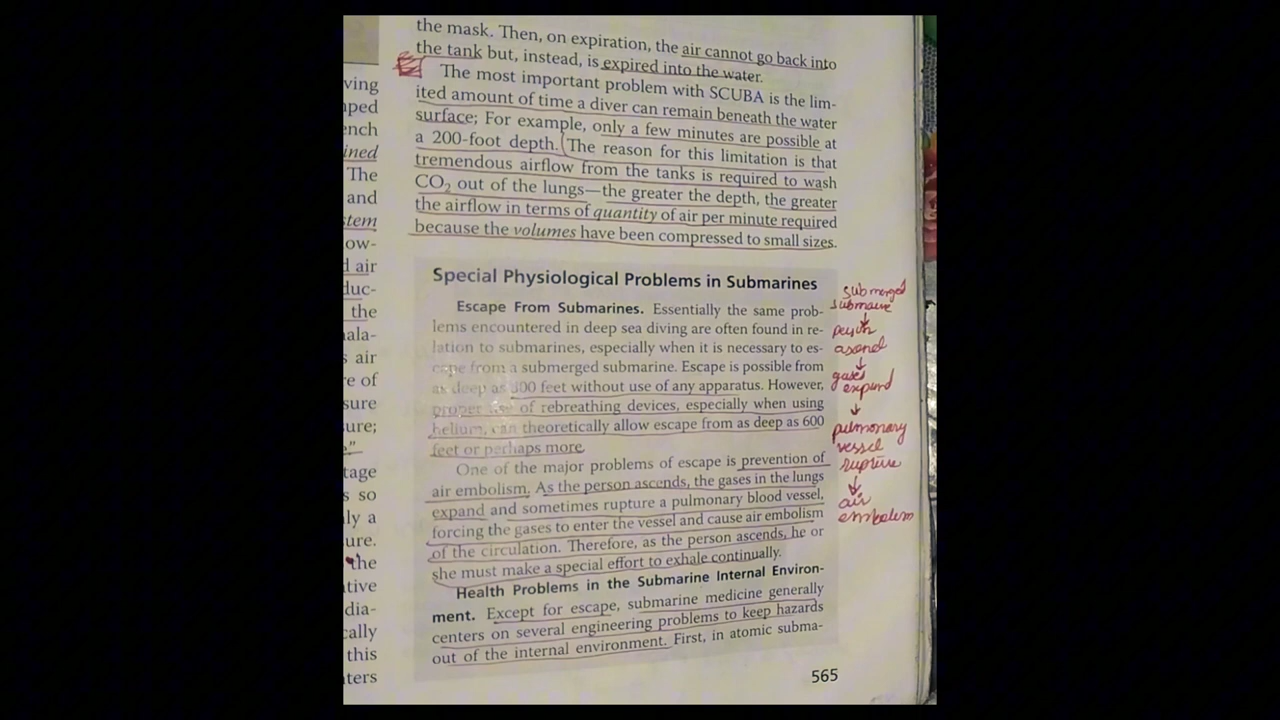 the mask. Then, on expiration, the air cannot go back into
the tank but, instead, is expired into the water.
The most important problem with SCUBA is the lim-
ited amount of time a diver can remain beneath the water
surface; For example, only a few minutes are possible at
a 200-foot depth. The reason for this limitation is that
tremendous airflow from the tanks is required to wash
CO₂ out of the lungs—the greater the depth, the greater
the airflow in terms of quantity of air per minute required
because the volumes have been compressed to small sizes.
Special Physiological Problems in Submarines
Escape From Submarines. Essentially the same prob-
lems encountered in deep sea diving are often found in re-
lation to submarines, especially when it is necessary to es-
cape from a submerged submarine. Escape is possible from
as deep as 300 feet without use of any apparatus. However,
proper use of rebreathing devices, especially when using
helium, can theoretically allow escape from as deep as 600
feet or perhaps more.
One of the major problems of escape is prevention of
air embolism. As the person ascends, the gases in the lungs
expand and sometimes rupture a pulmonary blood vessel,
forcing the gases to enter the vessel and cause air embolism
of the circulation. Therefore, as the person ascends, he or
she must make a special effort to exhale continually.
Health Problems in the Submarine Internal Environ-
ment. Except for escape, submarine medicine generally
centers on several engineering problems to keep hazards
out of the internal environment. First, in atomic subma-
565
ving
aped
ench
ined
The
and
stem
ow-
d air
duc-
the
hala-
s air
re of
sure
ure;
e."
tage
s so
ly a
ure.
the
ative
dia-
cally
this
ters
submerged
submarine
↓
person
↓
gases
expand
↓
pulmonary
vessel
rupture
↓
air
embolism